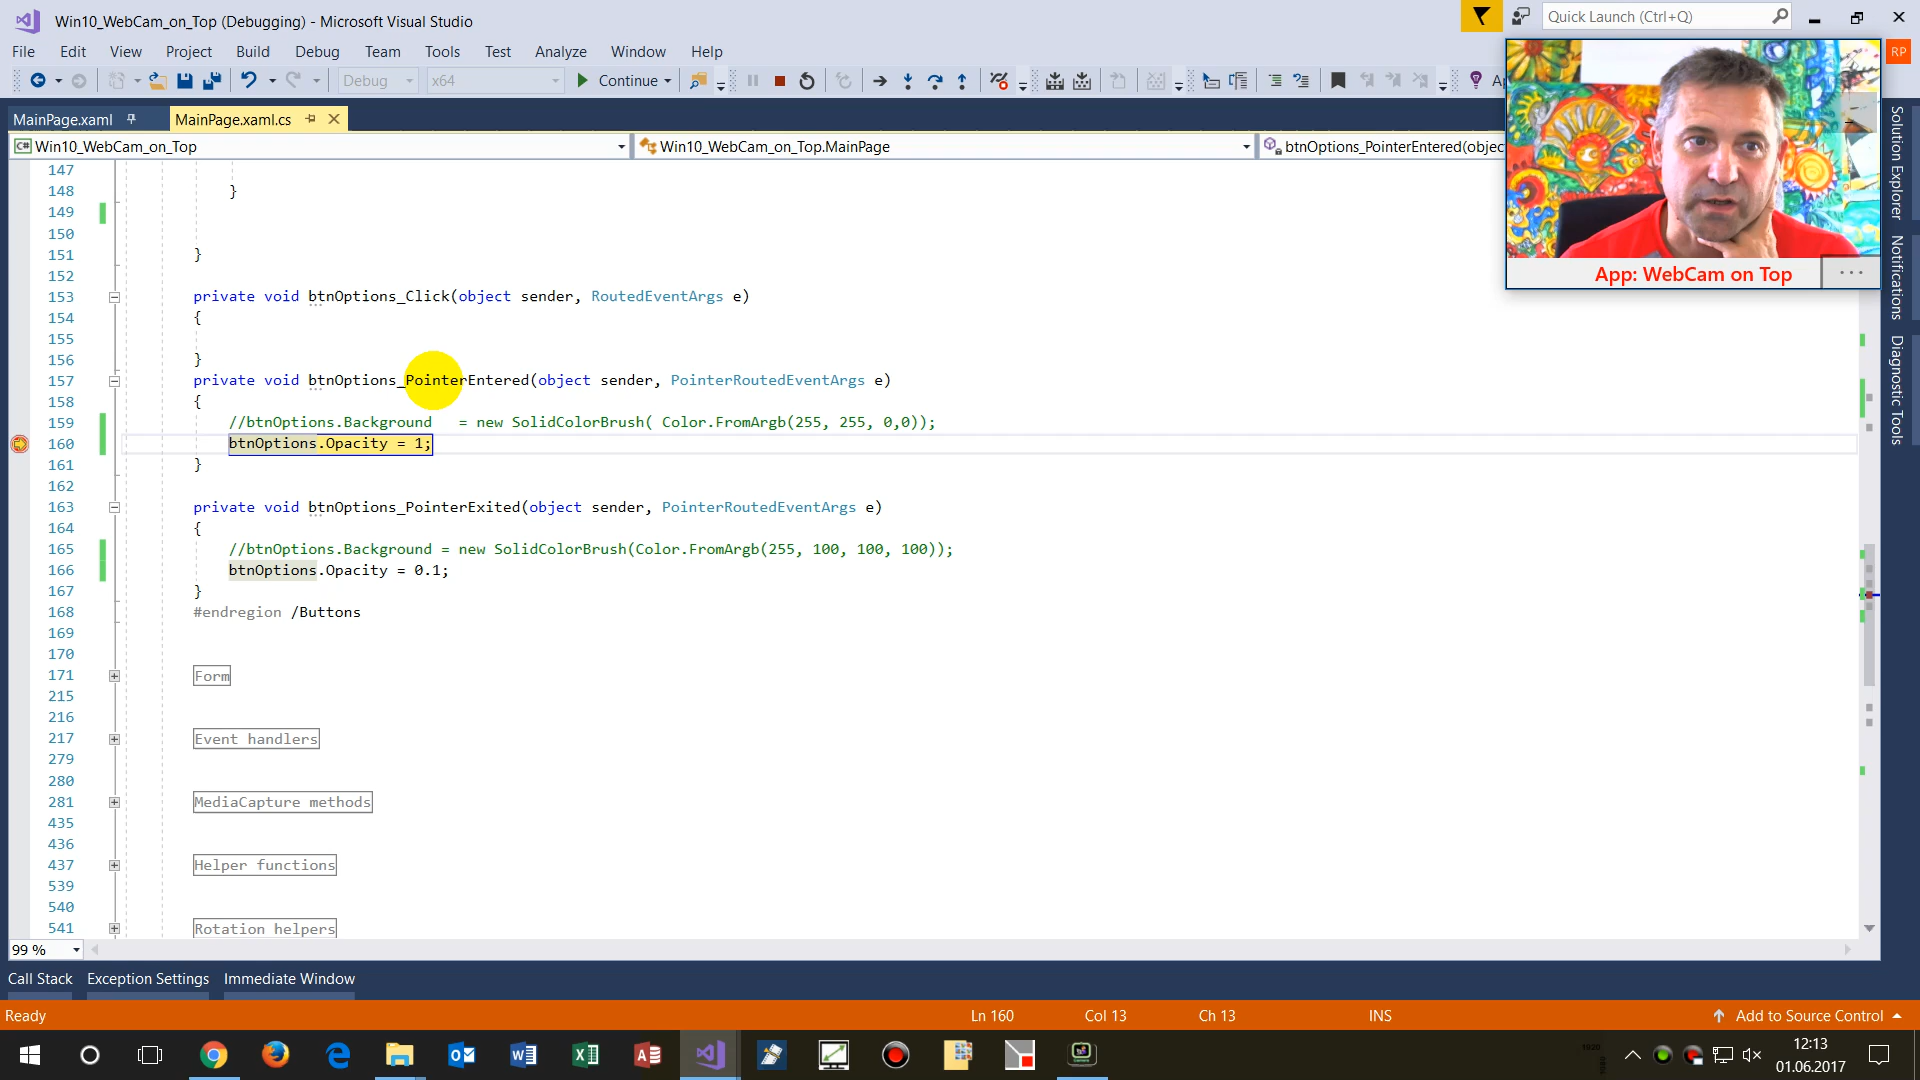 Win10_WebCam_on_Top (Debugging) - Microsoft Visual Studio
Quick Launch (Ctrl+Q)
File Edit View Project Build Debug Team Tools Test Analyze Window Help
RP
Debug x64 Continue
MainPage.xaml MainPage.xaml.cs
C# Win10_WebCam_on_Top Win10_WebCam_on_Top.MainPage btnOptions_PointerEntered(objec
App: WebCam on Top
Solution Explorer
Notifications
Diagnostic Tools
147
148 }
149
150
151 }
152
153 private void btnOptions_Click(object sender, RoutedEventArgs e)
154 {
155
156 }
157 private void btnOptions_PointerEntered(object sender, PointerRoutedEventArgs e)
158 {
159 //btnOptions.Background   = new SolidColorBrush( Color.FromArgb(255, 255, 0,0));
160 btnOptions.Opacity = 1;
161 }
162
163 private void btnOptions_PointerExited(object sender, PointerRoutedEventArgs e)
164 {
165 //btnOptions.Background = new SolidColorBrush(Color.FromArgb(255, 100, 100, 100));
166 btnOptions.Opacity = 0.1;
167 }
168 #endregion /Buttons
169
170
171 Form
215
216
217 Event handlers
279
280
281 MediaCapture methods
435
436
437 Helper functions
539
540
541 Rotation helpers
99 %
Call Stack Exception Settings Immediate Window
Ready Ln 160 Col 13 Ch 13 INS Add to Source Control
12:13
01.06.2017